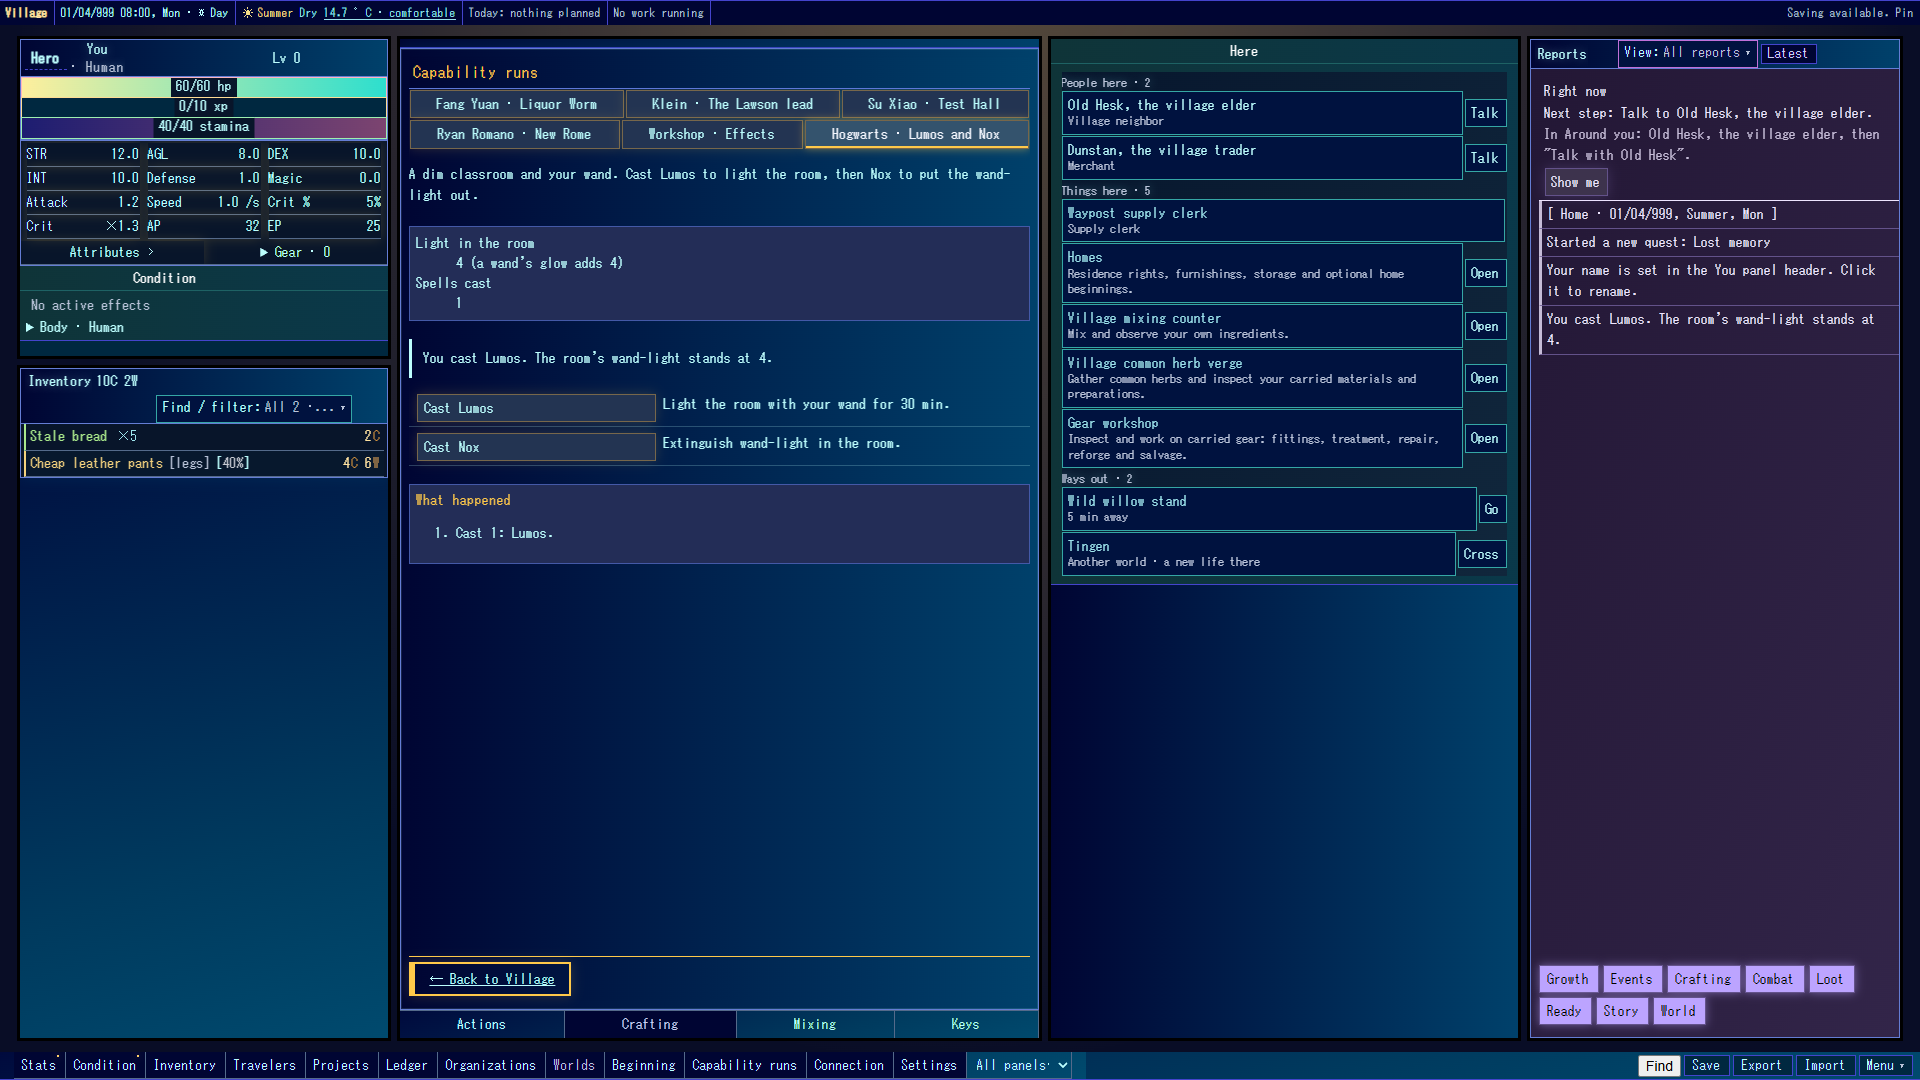 Village 01/04/999 08:00, Mon · ☀ Day ☀ Summer Dry 14.7 ° C · comfortable Today: nothing planned No work running Saving available. Pin
Hero · You Human Lv 0
60/60 hp
0/10 xp
40/40 stamina
STR 12.0 AGL 8.0 DEX 10.0
INT 10.0 Defense 1.0 Magic 0.0
Attack 1.2 Speed 1.0 /s Crit % 5%
Crit ×1.3 AP 32 EP 25
Attributes > ▶ Gear · 0
Condition
No active effects
▶ Body · Human
Inventory 10C 2W
Find / filter: All 2 ·... ▾
Stale bread ×5 2C
Cheap leather pants [legs] [40%] 4C 6W
Capability runs
Fang Yuan · Liquor Worm Klein · The Lawson lead Su Xiao · Test Hall
Ryan Romano · New Rome Workshop · Effects Hogwarts · Lumos and Nox
A dim classroom and your wand. Cast Lumos to light the room, then Nox to put the wand-
light out.
Light in the room
4 (a wand's glow adds 4)
Spells cast
1
You cast Lumos. The room's wand-light stands at 4.
Cast Lumos Light the room with your wand for 30 min.
Cast Nox Extinguish wand-light in the room.
What happened
1. Cast 1: Lumos.
← Back to Village
Actions Crafting Mixing Keys
Here
People here · 2
Old Hesk, the village elder
Village neighbor
Talk
Dunstan, the village trader
Merchant
Talk
Things here · 5
Waypost supply clerk
Supply clerk
Homes
Residence rights, furnishings, storage and optional home
beginnings.
Open
Village mixing counter
Mix and observe your own ingredients.
Open
Village common herb verge
Gather common herbs and inspect your carried materials and
preparations.
Open
Gear workshop
Inspect and work on carried gear: fittings, treatment, repair,
reforge and salvage.
Open
Ways out · 2
Wild willow stand
5 min away
Go
Tingen
Another world · a new life there
Cross
Reports View: All reports ▾ Latest
Right now
Next step: Talk to Old Hesk, the village elder.
In Around you: Old Hesk, the village elder, then
"Talk with Old Hesk".
Show me
[ Home · 01/04/999, Summer, Mon ]
Started a new quest: Lost memory
Your name is set in the You panel header. Click
it to rename.
You cast Lumos. The room's wand-light stands at
4.
Growth Events Crafting Combat Loot
Ready Story World
Stats Condition Inventory Travelers Projects Ledger Organizations Worlds Beginning Capability runs Connection Settings All panels· Find Save Export Import Menu ▾